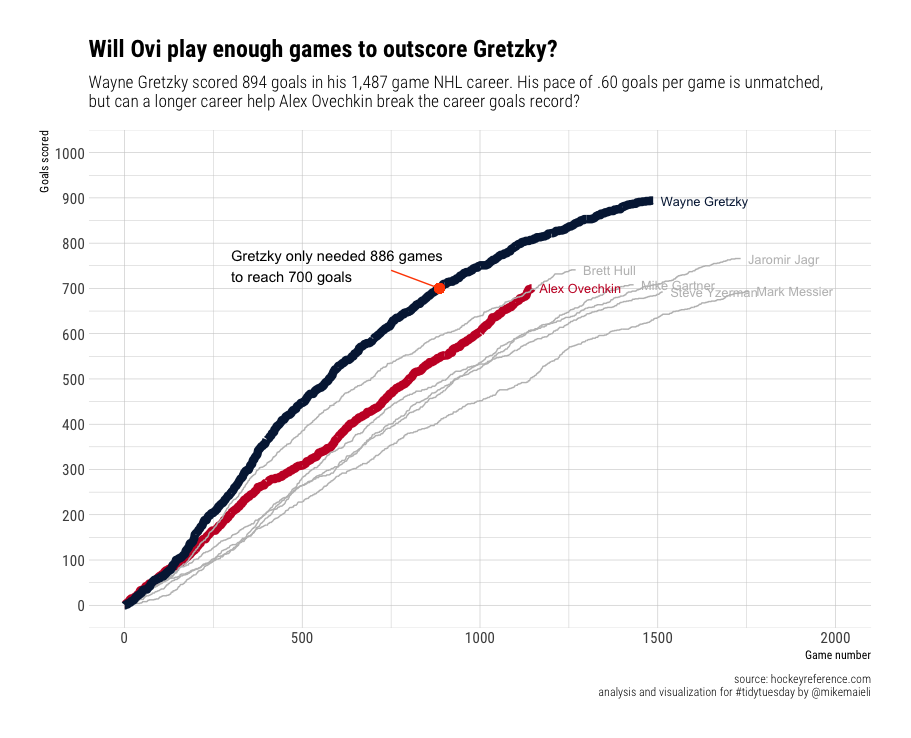 Will Ovi play enough games to outscore Gretzky?
Wayne Gretzky scored 894 goals in his 1,487 game NHL career. His pace of .60 goals per game is unmatched,
but can a longer career help Alex Ovechkin break the career goals record?
Goals scored
1000
900
Wayne Gretzky
800
Gretzky only needed 886 games
to reach 700 goals
Jaromir Jagr
Brett Hull
700
Alex Ovechkin
Mike Gartner
Steve Yzerman
Mark Messier
600
500
400
300
200
100
0
0 500 1000 1500 2000
Game number
source: hockeyreference.com
analysis and visualization for #tidytuesday by @mikemaieli